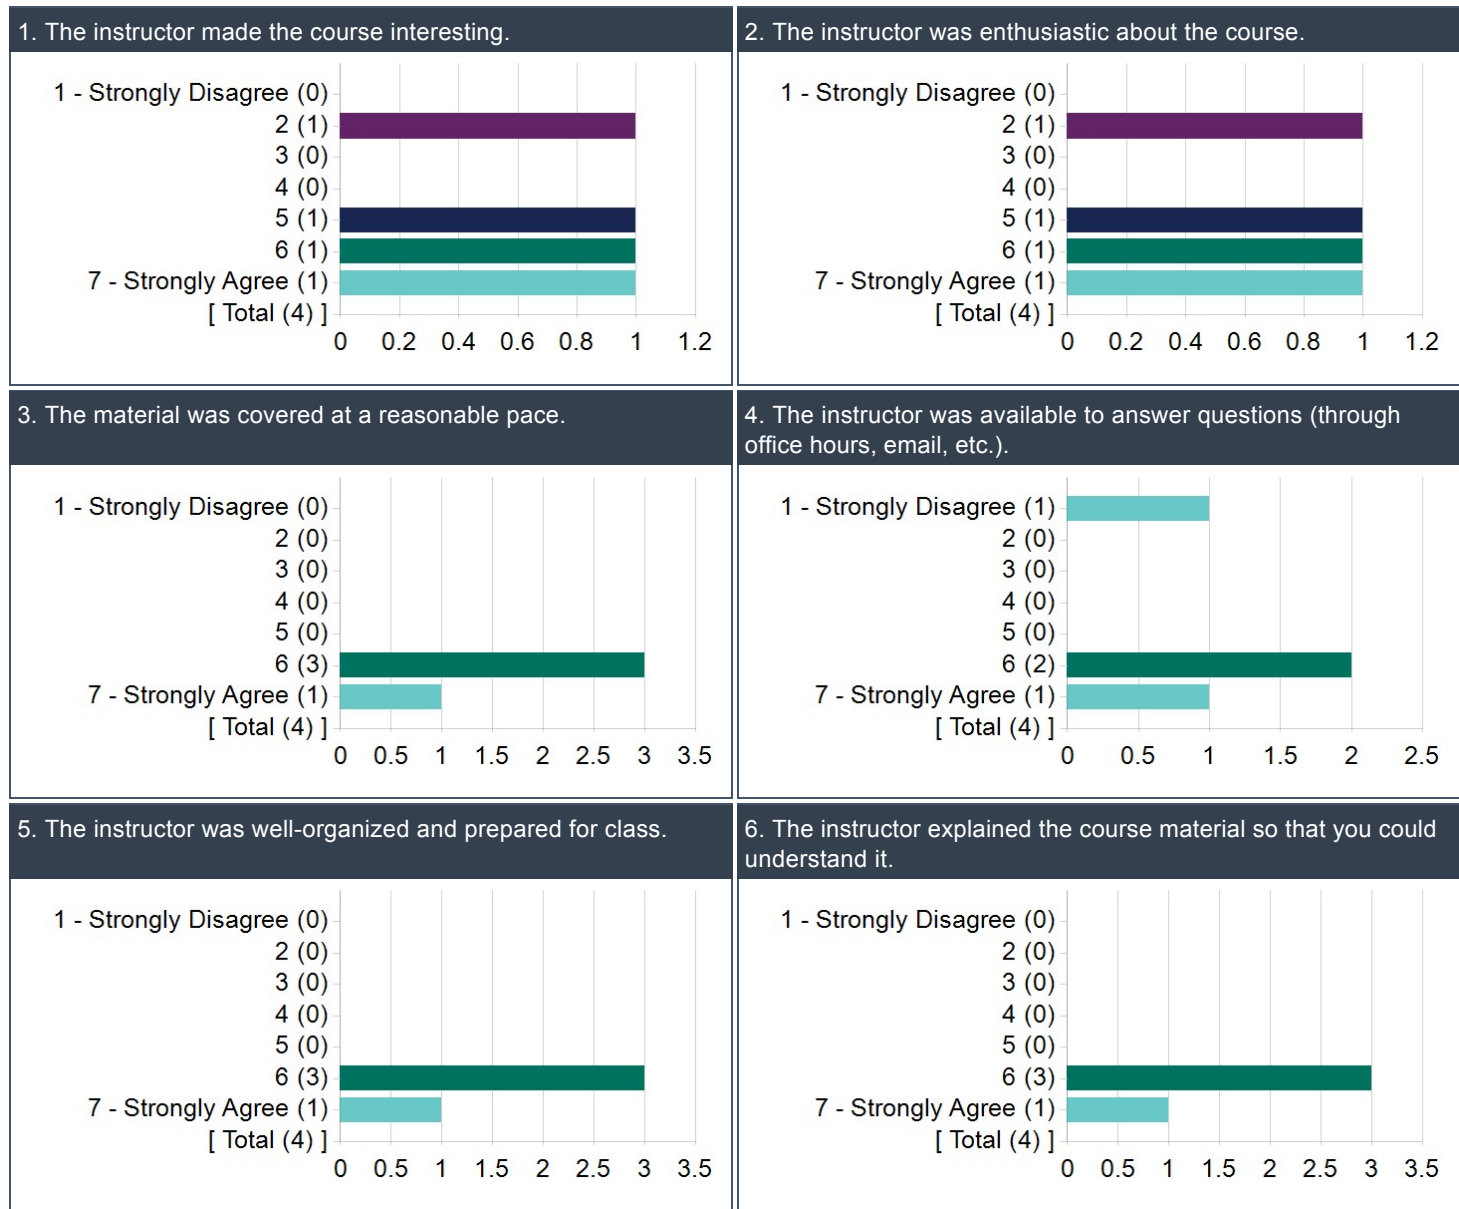 1. The instructor made the course interesting.
1 - Strongly Disagree (0)
2 (1)
3 (0)
4 (0)
5 (1)
6 (1)
7 - Strongly Agree (1)
[ Total (4) ]
0 0.2 0.4 0.6 0.8 1 1.2
2. The instructor was enthusiastic about the course.
1 - Strongly Disagree (0)
2 (1)
3 (0)
4 (0)
5 (1)
6 (1)
7 - Strongly Agree (1)
[ Total (4) ]
0 0.2 0.4 0.6 0.8 1 1.2
3. The material was covered at a reasonable pace.
1 - Strongly Disagree (0)
2 (0)
3 (0)
4 (0)
5 (0)
6 (3)
7 - Strongly Agree (1)
[ Total (4) ]
0 0.5 1 1.5 2 2.5 3 3.5
4. The instructor was available to answer questions (through
office hours, email, etc.).
1 - Strongly Disagree (1)
2 (0)
3 (0)
4 (0)
5 (0)
6 (2)
7 - Strongly Agree (1)
[ Total (4) ]
0 0.5 1 1.5 2 2.5
5. The instructor was well-organized and prepared for class.
1 - Strongly Disagree (0)
2 (0)
3 (0)
4 (0)
5 (0)
6 (3)
7 - Strongly Agree (1)
[ Total (4) ]
0 0.5 1 1.5 2 2.5 3 3.5
6. The instructor explained the course material so that you could
understand it.
1 - Strongly Disagree (0)
2 (0)
3 (0)
4 (0)
5 (0)
6 (3)
7 - Strongly Agree (1)
[ Total (4) ]
0 0.5 1 1.5 2 2.5 3 3.5